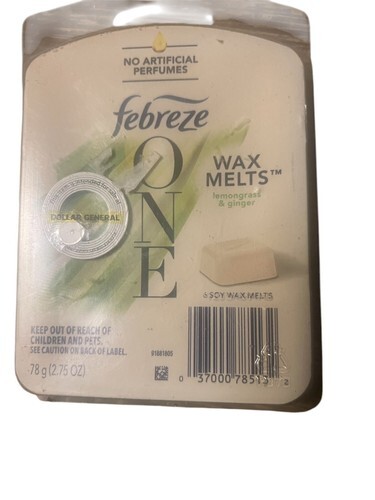 NO ARTIFICIAL
PERFUMES
febreze
ONE
WAX
MELTS™
lemongrass
& ginger
DOLLAR GENERAL
6 SOY WAX MELTS
KEEP OUT OF REACH OF
CHILDREN AND PETS.
SEE CAUTION ON BACK OF LABEL.
78 g (2.75 OZ)
0 37000 7851
2